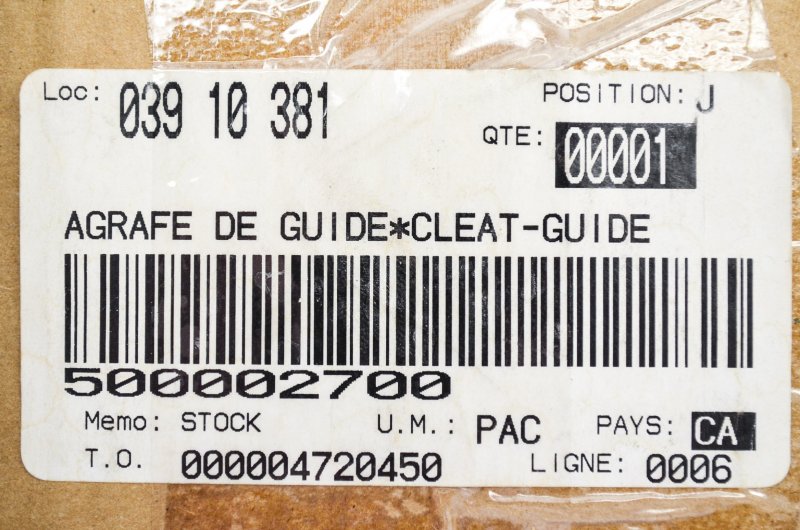 Loc: 039 10 381 POSITION: J
QTE: 00001
AGRAFE DE GUIDE*CLEAT-GUIDE
500002700
Memo: STOCK U.M.: PAC PAYS: CA
T.O. 000004720450 LIGNE: 0006